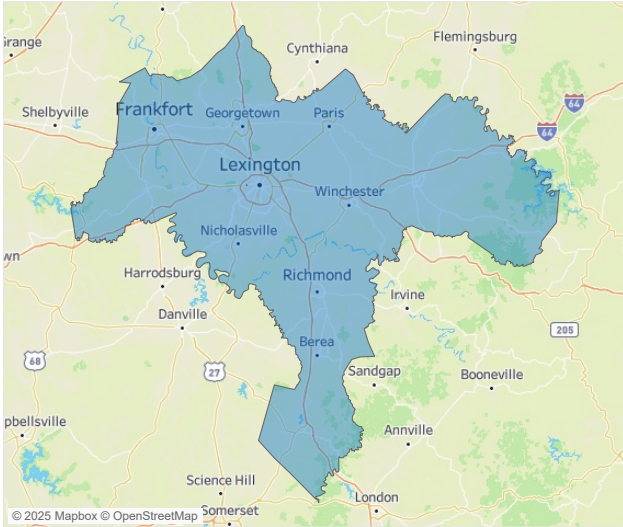 Grange
Cynthiana
Flemingsburg
Shelbyville
Frankfort
Georgetown
Paris
64
64
Lexington
Winchester
Nicholasville
wn
Harrodsburg
Richmond
Irvine
Danville
205
68
27
Berea
Sandgap
Booneville
pbellsville
Annville
Science Hill
London
Somerset
© 2025 Mapbox © OpenStreetMap